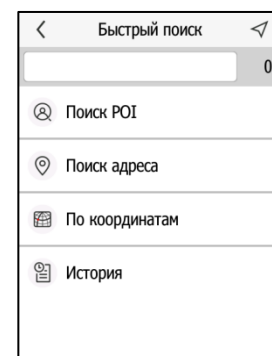 Быстрый поиск
0
Поиск POI
Поиск адреса
По координатам
История